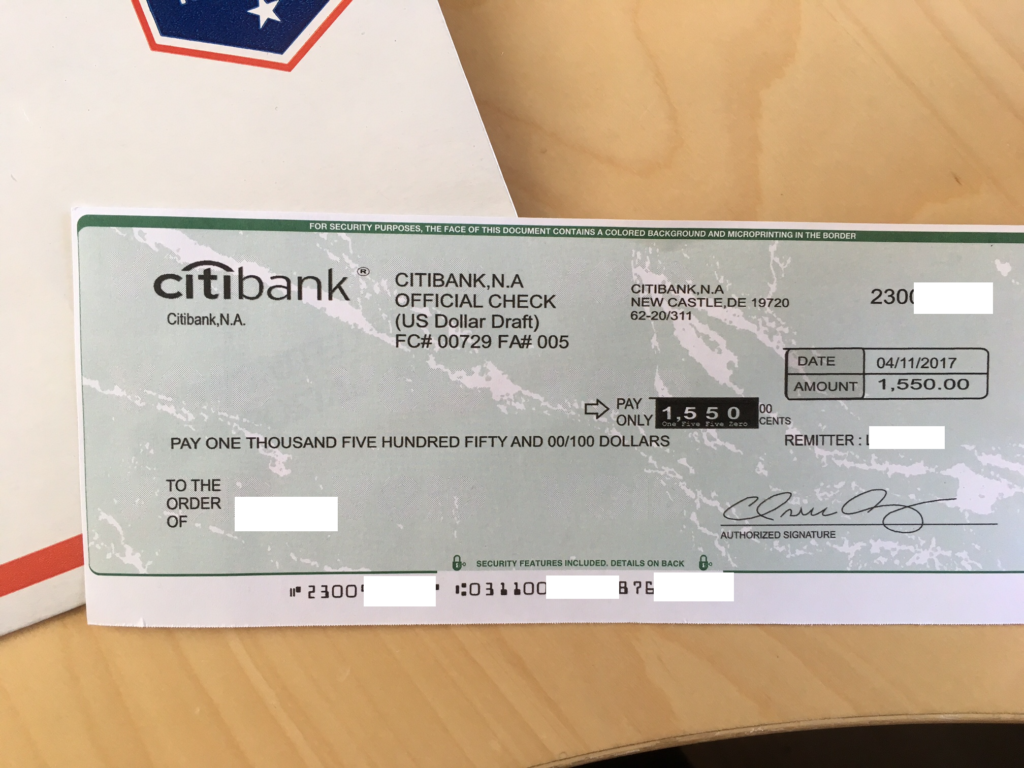 FOR SECURITY PURPOSES, THE FACE OF THIS DOCUMENT CONTAINS A COLORED BACKGROUND AND MICROPRINTING IN THE BORDER
citibank®
Citibank,N.A.
CITIBANK,N.A
OFFICIAL CHECK
(US Dollar Draft)
FC# 00729 FA# 005
CITIBANK,N.A
NEW CASTLE,DE 19720
62-20/311
2300
DATE 04/11/2017
AMOUNT 1,550.00
PAY
ONLY
1,550
One Five Five Zero
00
CENTS
PAY ONE THOUSAND FIVE HUNDRED FIFTY AND 00/100 DOLLARS
REMITTER :
TO THE
ORDER
OF
AUTHORIZED SIGNATURE
SECURITY FEATURES INCLUDED. DETAILS ON BACK
⑈2300 ⑆031100 876